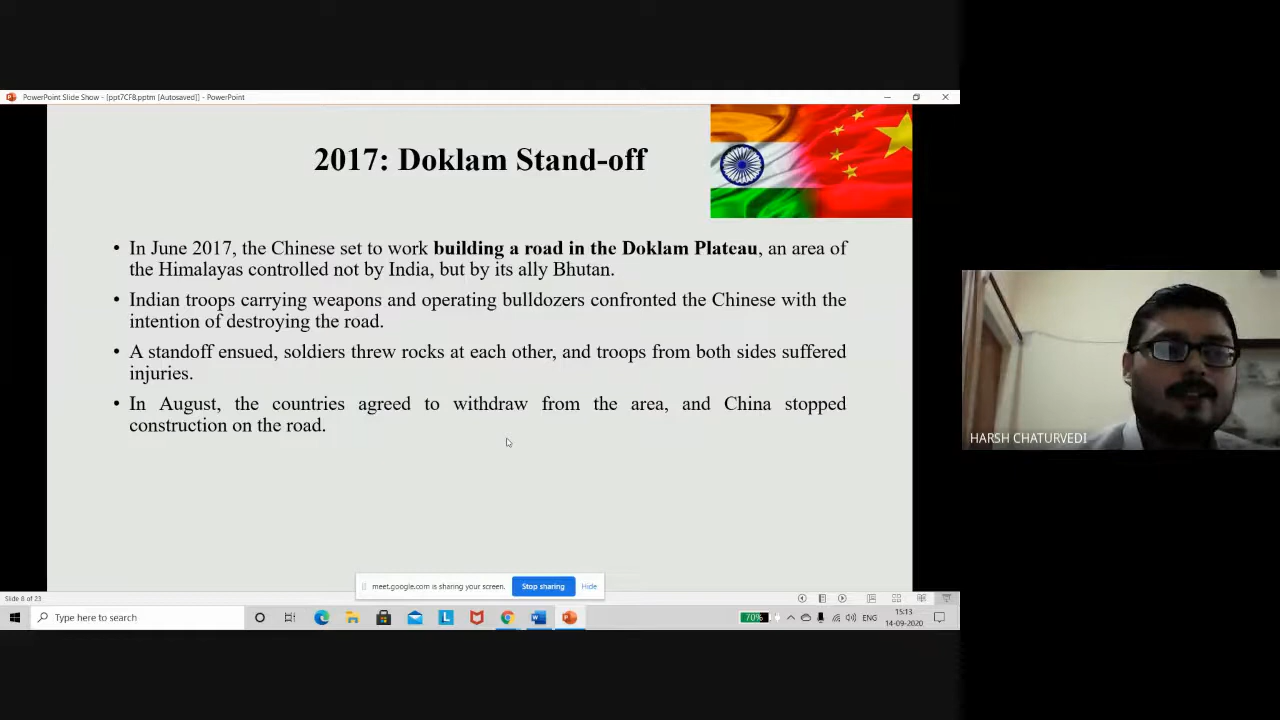 PowerPoint Slide Show - [ppt7CF8.pptm [Autosaved]] - PowerPoint
2017: Doklam Stand-off
• In June 2017, the Chinese set to work building a road in the Doklam Plateau, an area of
the Himalayas controlled not by India, but by its ally Bhutan.
• Indian troops carrying weapons and operating bulldozers confronted the Chinese with the
intention of destroying the road.
• A standoff ensued, soldiers threw rocks at each other, and troops from both sides suffered
injuries.
• In August, the countries agreed to withdraw from the area, and China stopped
construction on the road.
HARSH CHATURVEDI
meet.google.com is sharing your screen. Stop sharing Hide
Slide 8 of 23
Type here to search
70%
ENG
15:13
14-09-2020